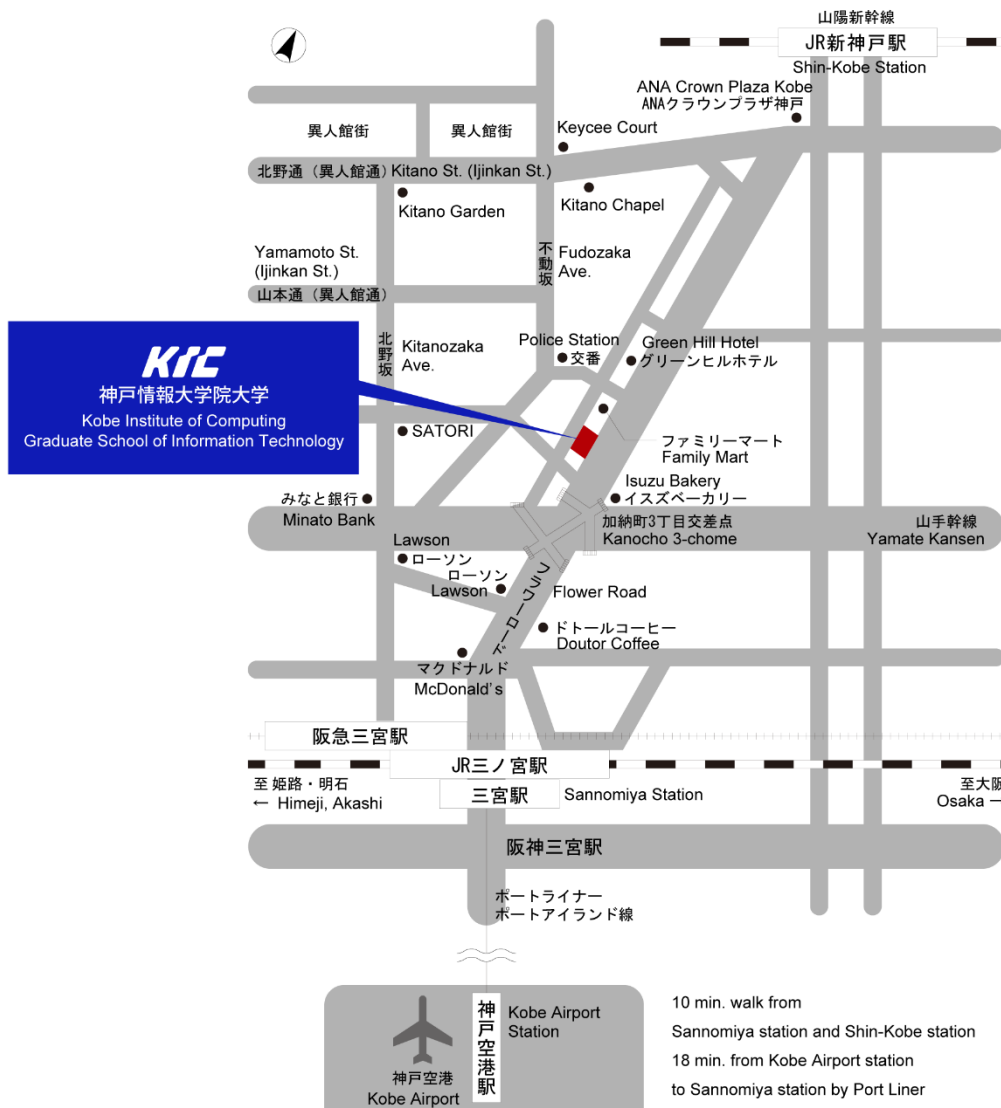 山陽新幹線
JR新神戸駅
Shin-Kobe Station
ANA Crown Plaza Kobe
ANAクラウンプラザ神戸
Keycee Court
異人館街
異人館街
北野通（異人館通）Kitano St. (Ijinkan St.)
Kitano Garden
Kitano Chapel
Yamamoto St.
(Ijinkan St.)
山本通（異人館通）
不動坂
Fudozaka
Ave.
北野坂
Kitanozaka
Ave.
Police Station
交番
Green Hill Hotel
グリーンヒルホテル
KIC
神戸情報大学院大学
Kobe Institute of Computing
Graduate School of Information Technology
SATORI
ファミリーマート
Family Mart
Isuzu Bakery
イスズベーカリー
みなと銀行
Minato Bank
加納町3丁目交差点
Kanocho 3-chome
山手幹線
Yamate Kansen
Lawson
ローソン
ローソン
Lawson
フラワーロード
Flower Road
ドトールコーヒー
Doutor Coffee
マクドナルド
McDonald's
阪急三宮駅
JR三ノ宮駅
三宮駅
Sannomiya Station
至 姫路・明石
← Himeji, Akashi
至大阪
Osaka →
阪神三宮駅
ポートライナー
ポートアイランド線
神戸空港駅
Kobe Airport
Station
神戸空港
Kobe Airport
10 min. walk from
Sannomiya station and Shin-Kobe station
18 min. from Kobe Airport station
to Sannomiya station by Port Liner